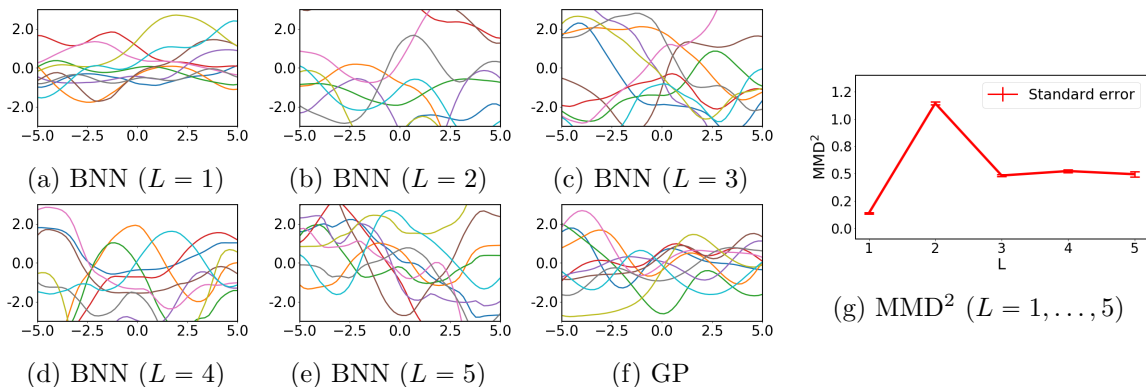 2.0
0.0
−2.0
−5.0 −2.5 0.0 2.5 5.0
(a) BNN (L = 1)
2.0
0.0
−2.0
−5.0 −2.5 0.0 2.5 5.0
(b) BNN (L = 2)
2.0
0.0
−2.0
−5.0 −2.5 0.0 2.5 5.0
(c) BNN (L = 3)
2.0
0.0
−2.0
−5.0 −2.5 0.0 2.5 5.0
(d) BNN (L = 4)
2.0
0.0
−2.0
−5.0 −2.5 0.0 2.5 5.0
(e) BNN (L = 5)
2.0
0.0
−2.0
−5.0 −2.5 0.0 2.5 5.0
(f) GP
Standard error
MMD²
1.2
1.0
0.8
0.5
0.2
0.0
1 2 3 4 5
L
(g) MMD² (L = 1, . . . , 5)